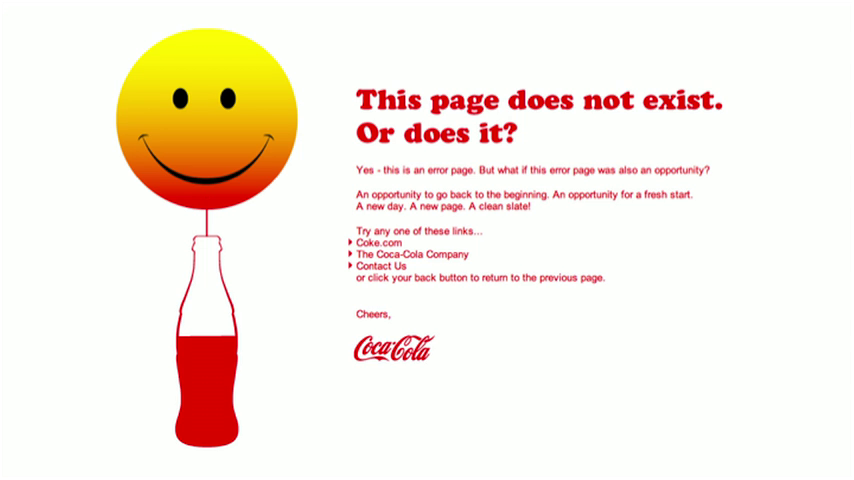 This page does not exist.
Or does it?
Yes - this is an error page. But what if this error page was also an opportunity?
An opportunity to go back to the beginning. An opportunity for a fresh start.
A new day. A new page. A clean slate!
Try any one of these links...
Coke.com
The Coca-Cola Company
Contact Us
or click your back button to return to the previous page.
Cheers,
Coca-Cola